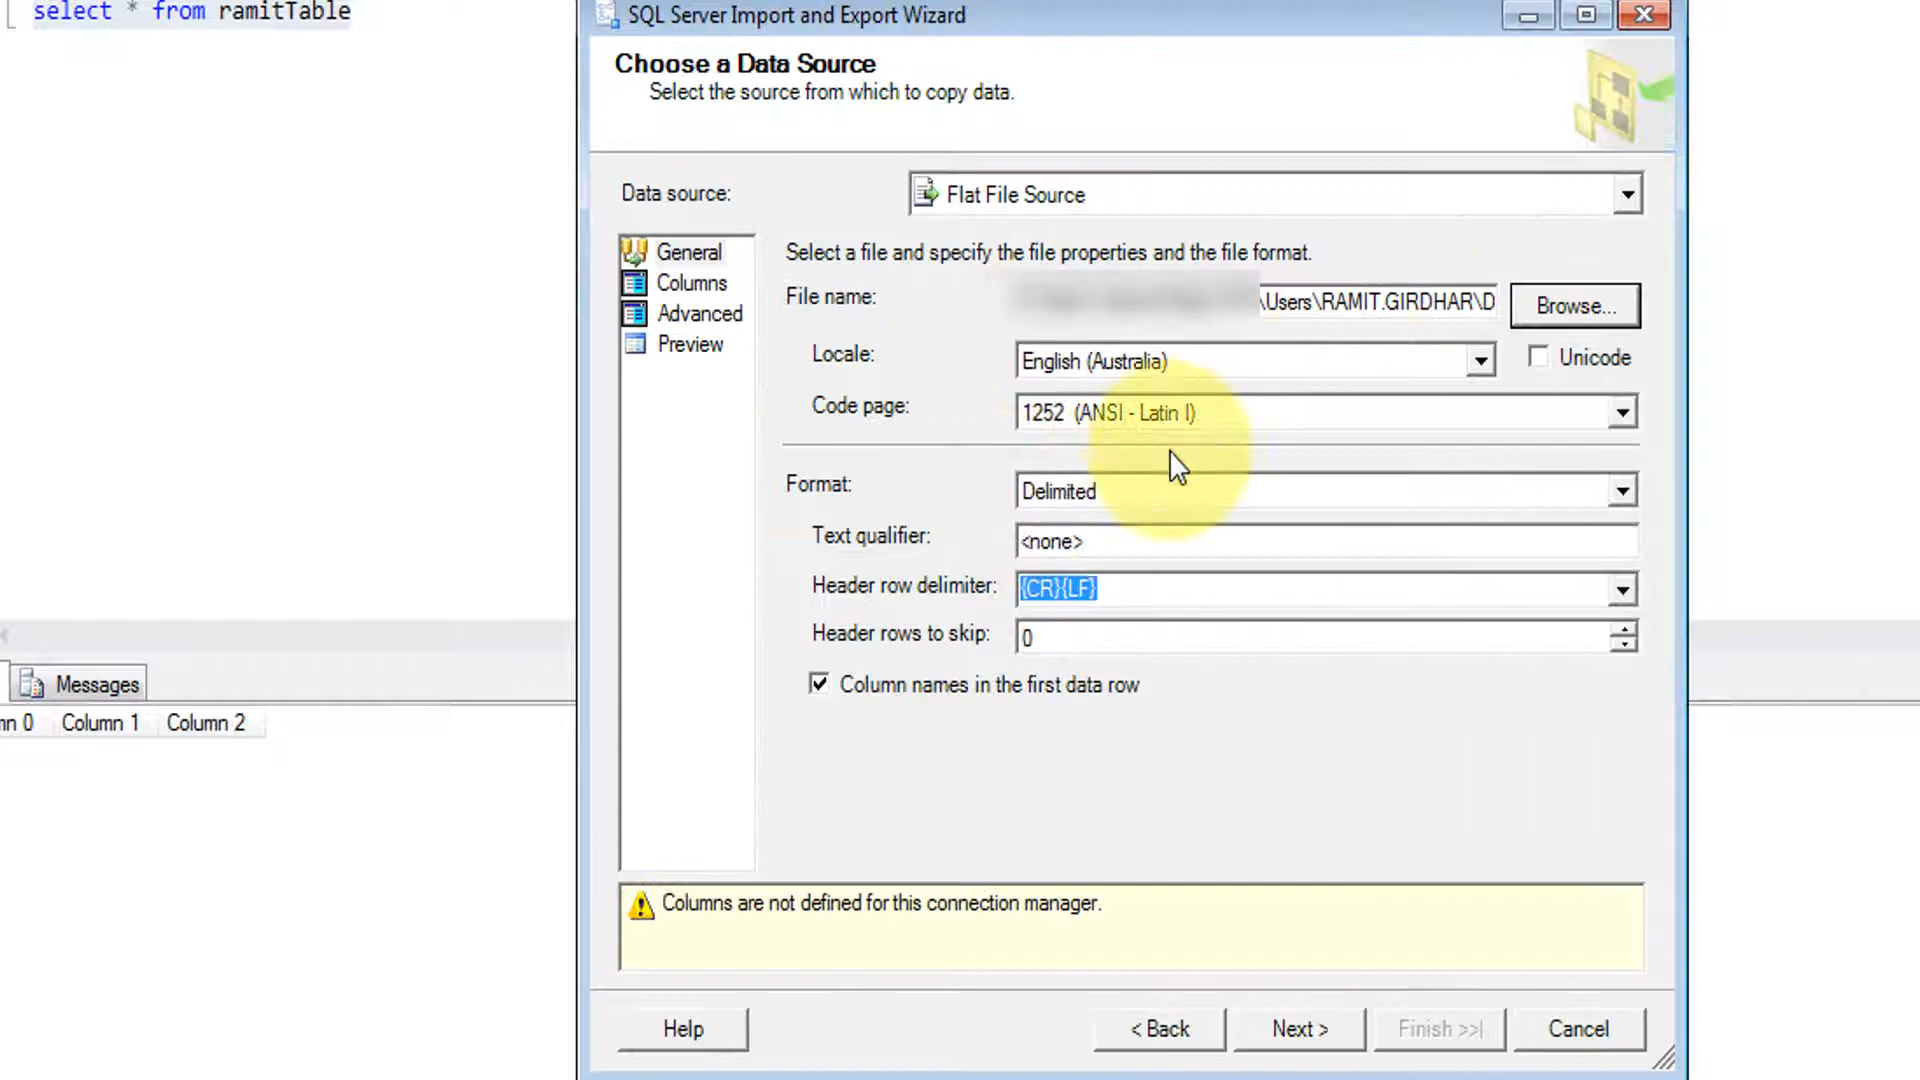 select * from ramitTable
SQL Server Import and Export Wizard
Choose a Data Source
Select the source from which to copy data.
Data source:
Flat File Source
General
Columns
Advanced
Preview
Select a file and specify the file properties and the file format.
File name:
\Users\RAMIT.GIRDHAR\D
Browse...
Locale:
English (Australia)
Unicode
Code page:
1252 (ANSI - Latin I)
Format:
Delimited
Text qualifier:
<none>
Header row delimiter:
{CR}{LF}
Header rows to skip:
0
Column names in the first data row
Messages
mn 0 Column 1 Column 2
Columns are not defined for this connection manager.
Help
< Back
Next >
Finish >>|
Cancel